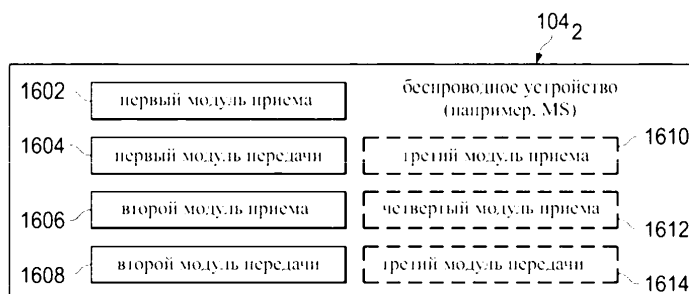 104₂
1602 первый модуль приема
беспроводное устройство
(например, MS)
1604 первый модуль передачи
третий модуль приема 1610
1606 второй модуль приема
четвертый модуль приема 1612
1608 второй модуль передачи
третий модуль передачи 1614